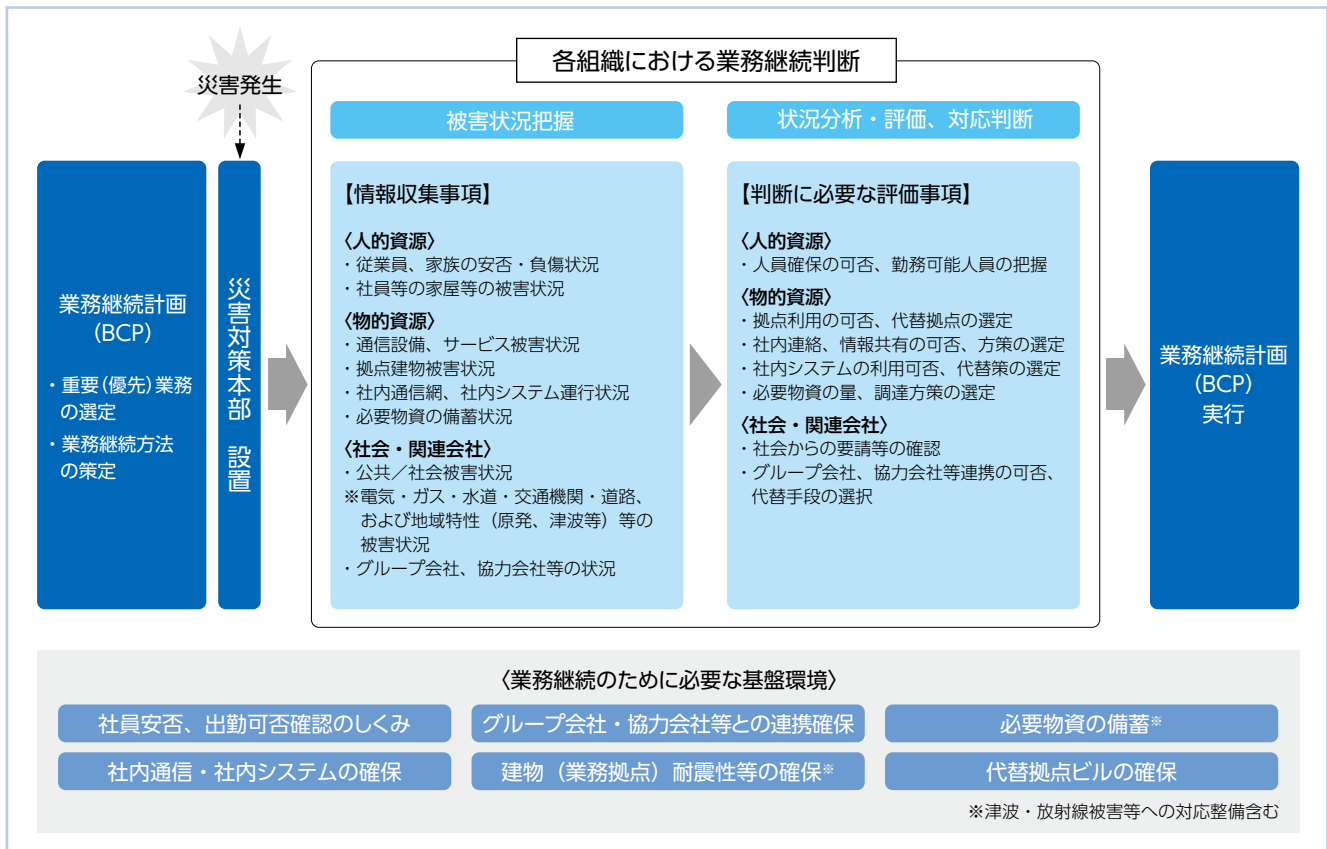 各組織における業務継続判断
災害発生
業務継続計画
(BCP)
・重要(優先)業務
の選定
・業務継続方法
の策定
災害対策本部 設置
被害状況把握
【情報収集事項】
〈人的資源〉
・従業員、家族の安否・負傷状況
・社員等の家屋等の被害状況
〈物的資源〉
・通信設備、サービス被害状況
・拠点建物被害状況
・社内通信網、社内システム運行状況
・必要物資の備蓄状況
〈社会・関連会社〉
・公共／社会被害状況
※電気・ガス・水道・交通機関・道路、
および地域特性（原発、津波等）等の
被害状況
・グループ会社、協力会社等の状況
状況分析・評価、対応判断
【判断に必要な評価事項】
〈人的資源〉
・人員確保の可否、勤務可能人員の把握
〈物的資源〉
・拠点利用の可否、代替拠点の選定
・社内連絡、情報共有の可否、方策の選定
・社内システムの利用可否、代替策の選定
・必要物資の量、調達方策の選定
〈社会・関連会社〉
・社会からの要請等の確認
・グループ会社、協力会社等連携の可否、
代替手段の選択
業務継続計画
(BCP)
実行
〈業務継続のために必要な基盤環境〉
社員安否、出勤可否確認のしくみ
グループ会社・協力会社等との連携確保
必要物資の備蓄※
社内通信・社内システムの確保
建物（業務拠点）耐震性等の確保※
代替拠点ビルの確保
※津波・放射線被害等への対応整備含む